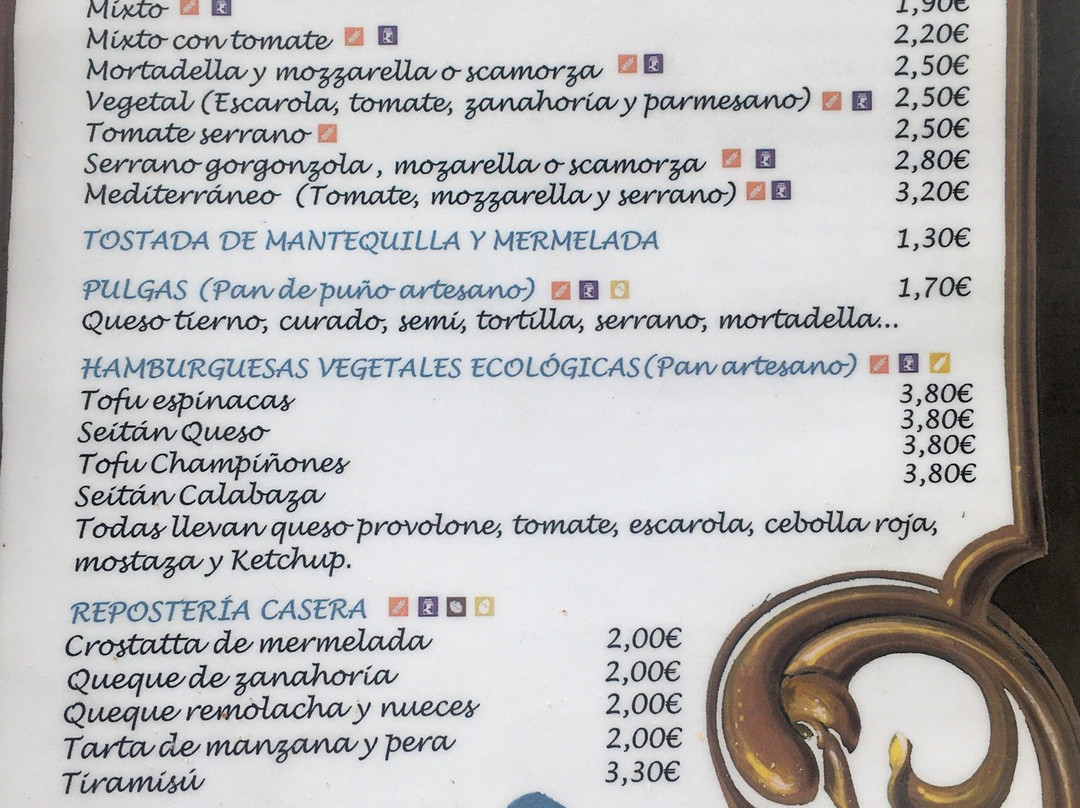 Mixto 1,90€
Mixto con tomate 2,20€
Mortadella y mozzarella o scamorza 2,50€
Vegetal (Escarola, tomate, zanahoria y parmesano) 2,50€
Tomate serrano 2,50€
Serrano gorgonzola, mozarella o scamorza 2,80€
Mediterráneo (Tomate, mozzarella y serrano) 3,20€
TOSTADA DE MANTEQUILLA Y MERMELADA 1,30€
PULGAS (Pan de puño artesano) 1,70€
Queso tierno, curado, semi, tortilla, serrano, mortadella...
HAMBURGUESAS VEGETALES ECOLÓGICAS (Pan artesano)
Tofu espinacas 3,80€
Seitán Queso 3,80€
Tofu Champiñones 3,80€
Seitán Calabaza 3,80€
Todas llevan queso provolone, tomate, escarola, cebolla roja,
mostaza y Ketchup.
REPOSTERÍA CASERA
Crostatta de mermelada 2,00€
Queque de zanahoria 2,00€
Queque remolacha y nueces 2,00€
Tarta de manzana y pera 2,00€
Tiramisú 3,30€